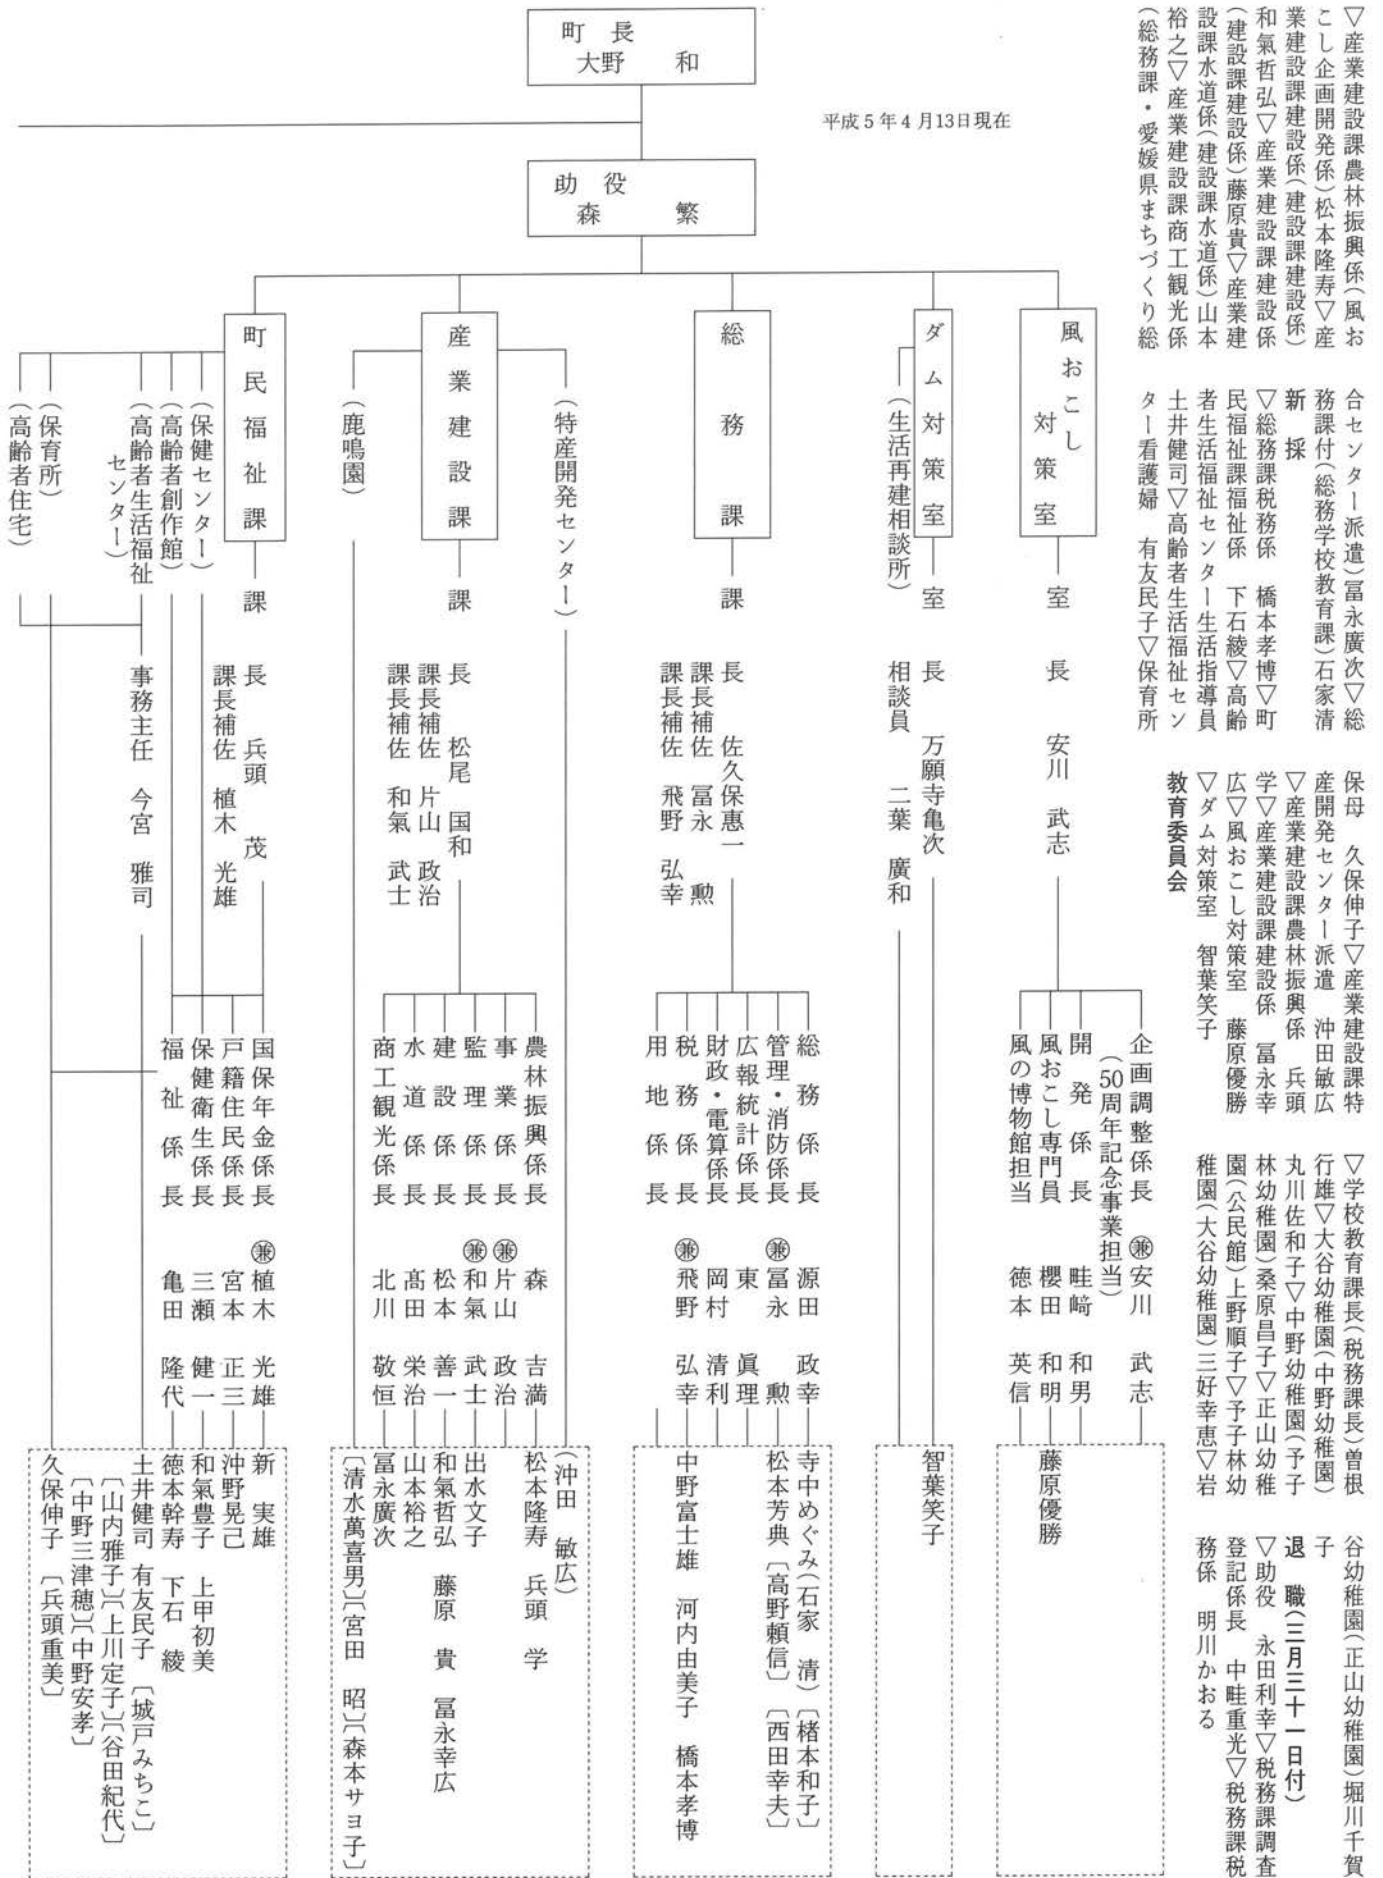 ▽産業建設課農林振興係(風お
こし企画開発係)松本隆寿▽産
業建設課建設係(建設課建設係)
和氣哲弘▽産業建設課建設係
(建設課建設係)藤原貴▽産業建
設課水道係(建設課水道係)山本
裕之▽産業建設課商工観光係
(総務課・愛媛県まちづくり総
合センター派遣)冨永廣次▽総
務課付(総務学校教育課)石家清
新採
▽総務課税務係 橋本孝博▽町
民福祉課福祉係 下石綾▽高齢
者生活福祉センター生活指導員
土井健司▽高齢者生活福祉セン
ター看護婦 有友民子▽保育所
保母 久保伸子▽産業建設課特
産開発センター派遣 沖田敏広
▽産業建設課農林振興係 兵頭
学▽産業建設課建設係 冨永幸
広▽風おこし対策室 藤原優勝
▽ダム対策室 智葉笑子
教育委員会
▽学校教育課長(税務課長)曽根
行雄▽大谷幼稚園(中野幼稚園)
丸川佐和子▽中野幼稚園(予子
林幼稚園)桑原昌子▽正山幼稚
園(公民館)上野順子▽予子林幼
稚園(大谷幼稚園)三好幸恵▽岩
谷幼稚園(正山幼稚園)堀川千賀
子
退 職(三月三十一日付)
▽助役 永田利幸▽税務課調査
登記係長 中畦重光▽税務課税
務係 明川かおる
平成5年4月13日現在
町長
大野 和
助役
森 繁
風おこし
対策室
室長 安川 武志
企画調整係長 ㊝安川 武志
(50周年記念事業担当)
開発係長 畦﨑 和男
風おこし専門員 櫻田 和明
藤原優勝
風の博物館担当 徳本 英信
ダム対策室
室長 万願寺亀次
智葉笑子
(生活再建相談所)
相談員 二葉 廣和
総務課
課長 佐久保惠一
課長補佐 冨永 勲
課長補佐 飛野 弘幸
総務係長 源田 政幸
寺中めぐみ(石家 清)〔楮本和子〕
管理・消防係長 ㊝冨永 勲
松本芳典 〔高野頼信〕〔西田幸夫〕
広報統計係長 東 眞理
財政・電算係長 岡村 清利
税務係長 ㊝飛野 弘幸
中野富士雄 河内由美子 橋本孝博
用地係長
(特産開発センター)
(沖田 敏広)
産業建設課
課長 松尾 国和
課長補佐 片山 政治
課長補佐 和氣 武士
農林振興係長 森 吉満
松本隆寿 兵頭 学
事業係長 ㊝片山 政治
監理係長 ㊝和氣 武士
出水文子
建設係長 松本 善一
和氣哲弘 藤原 貴 冨永幸広
水道係長 髙田 栄治
山本裕之
商工観光係長 北川 敬恒
冨永廣次
(鹿鳴園)
〔清水萬喜男〕〔宮田 昭〕〔森本サヨ子〕
町民福祉課
課長 兵頭 茂
課長補佐 植木 光雄
国保年金係長 ㊝植木 光雄
新 実雄
戸籍住民係長 宮本 正三
沖野晃己
保健衛生係長 三瀬 健一
和氣豊子 上甲初美
福祉係長 亀田 隆代
徳本幹寿 下石 綾
(保健センター)
(高齢者創作館)
(高齢者生活福祉
センター)
事務主任 今宮 雅司
土井健司 有友民子 〔城戸みちこ〕
〔山内雅子〕〔上川定子〕〔谷田紀代〕
〔中野三津穂〕〔中野安孝〕
(保育所)
久保伸子 〔兵頭重美〕
(高齢者住宅)